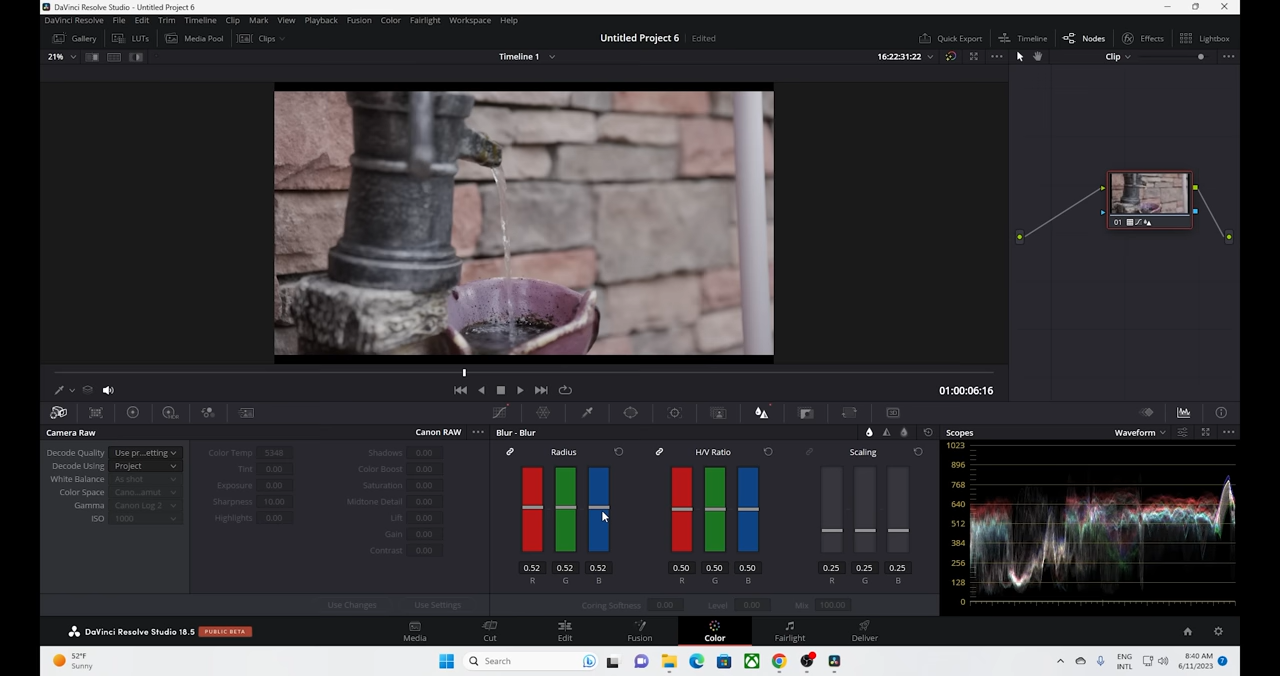 DaVinci Resolve Studio - Untitled Project 6
DaVinci Resolve File Edit Trim Timeline Clip Mark View Playback Fusion Color Fairlight Workspace Help
Gallery LUTs Media Pool Clips Untitled Project 6 Edited Quick Export Timeline Nodes Effects Lightbox
21% Timeline 1 16:22:31:22 Clip
01
01:00:06:16
Camera Raw Canon RAW Blur - Blur Scopes Waveform
Decode Quality Use pr...etting
Decode Using Project
White Balance As shot
Color Space Cano...amut
Gamma Canon Log 2
ISO 1000
Color Temp 5348
Tint 0.00
Exposure 0.00
Sharpness 10.00
Highlights 0.00
Shadows 0.00
Color Boost 0.00
Saturation 0.00
Midtone Detail 0.00
Lift 0.00
Gain 0.00
Contrast 0.00
Use Changes Use Settings
Radius H/V Ratio Scaling
0.52 0.52 0.52 0.50 0.50 0.50 0.25 0.25 0.25
R G B R G B R G B
Coring Softness 0.00 Level 0.00 Mix 100.00
1023
896
768
640
512
384
256
128
0
DaVinci Resolve Studio 18.5 PUBLIC BETA
Media Cut Edit Fusion Color Fairlight Deliver
52°F
Sunny
Search
ENG
INTL
8:40 AM
6/11/2023
7